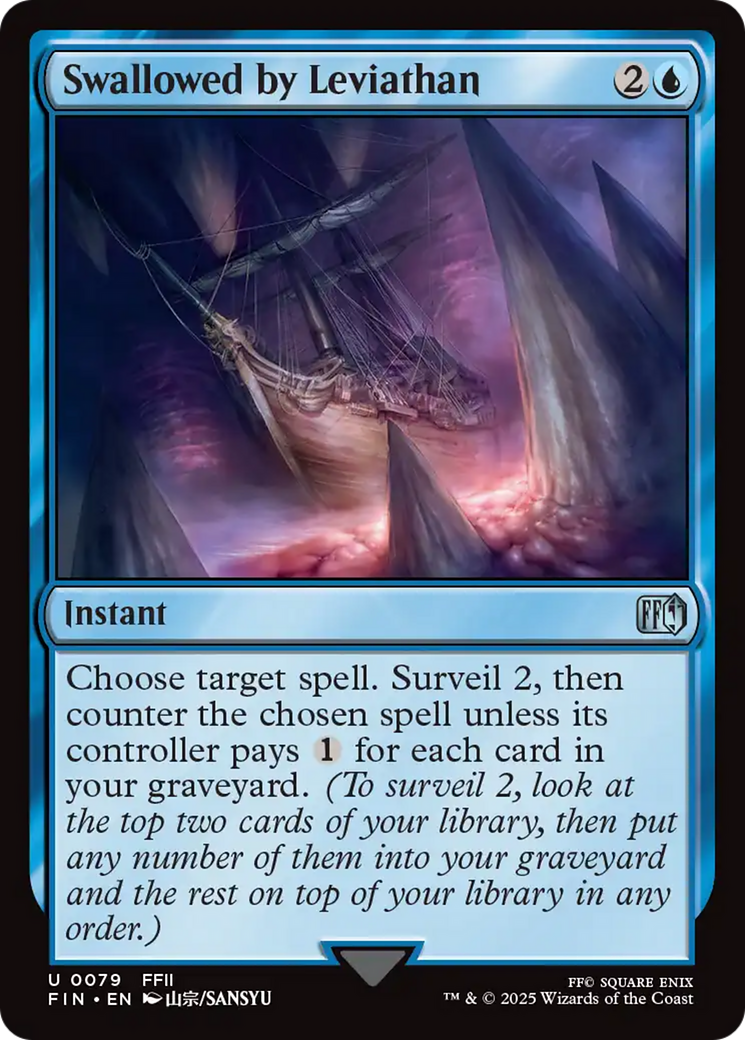 Swallowed by Leviathan 2
Instant FF
Choose target spell. Surveil 2, then
counter the chosen spell unless its
controller pays 1 for each card in
your graveyard. (To surveil 2, look at
the top two cards of your library, then put
any number of them into your graveyard
and the rest on top of your library in any
order.)
U 0079 FFII
FIN • EN 山宗/SANSYU
FF© SQUARE ENIX
™ & © 2025 Wizards of the Coast